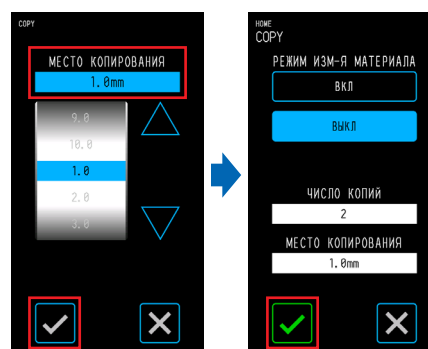 COPY
МЕСТО КОПИРОВАНИЯ
1.0mm
9.0
10.0
1.0
2.0
3.0
HOME
COPY
РЕЖИМ ИЗМ-Я МАТЕРИАЛА
ВКЛ
ВЫКЛ
ЧИСЛО КОПИЙ
2
МЕСТО КОПИРОВАНИЯ
1.0mm